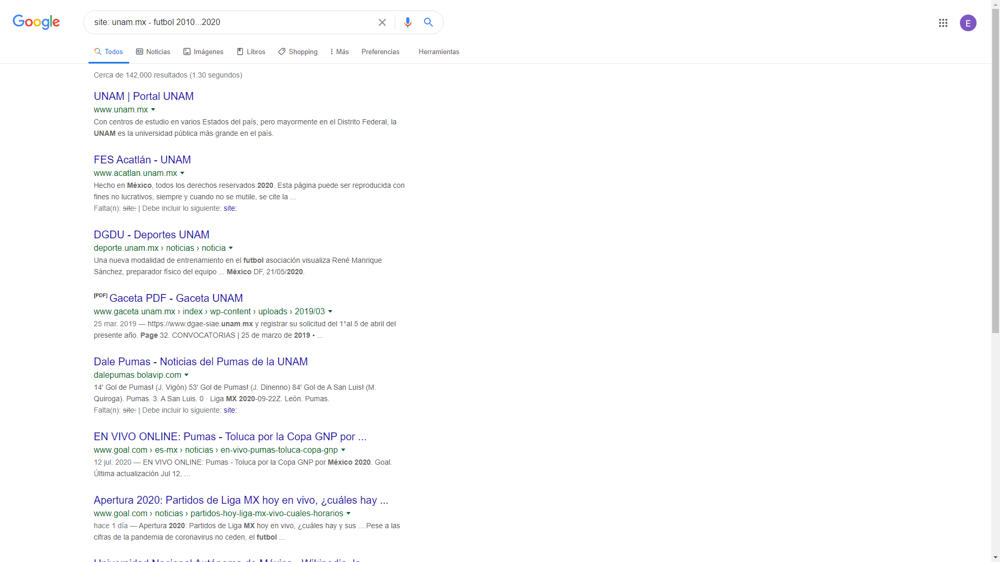 Google
site: unam.mx - futbol 2010...2020
E
Todos Noticias Imágenes Libros Shopping Más Preferencias Herramientas
Cerca de 142,000 resultados (1.30 segundos)
UNAM | Portal UNAM
www.unam.mx
Con centros de estudio en varios Estados del país, pero mayormente en el Distrito Federal, la
UNAM es la universidad pública más grande en el país.
FES Acatlán - UNAM
www.acatlan.unam.mx
Hecho en México, todos los derechos reservados 2020. Esta página puede ser reproducida con
fines no lucrativos, siempre y cuando no se mutile, se cite la ...
Falta(n): site: | Debe incluir lo siguiente: site:
DGDU - Deportes UNAM
deporte.unam.mx › noticias › noticia
Una nueva modalidad de entrenamiento en el futbol asociación visualiza René Manrique
Sánchez, preparador físico del equipo ... México DF, 21/05/2020.
[PDF] Gaceta PDF - Gaceta UNAM
www.gaceta.unam.mx › index › wp-content › uploads › 2019/03
25 mar. 2019 — https://www.dgae-siae.unam.mx y registrar su solicitud del 1°al 5 de abril del
presente año. Page 32. CONVOCATORIAS | 25 de marzo de 2019 • ...
Dale Pumas - Noticias del Pumas de la UNAM
dalepumas.bolavip.com
14' Gol de Pumas! (J. Vigón) 53' Gol de Pumas! (J. Dinenno) 84' Gol de A San Luis! (M.
Quiroga). Pumas. 3. A San Luis. 0 · Liga MX 2020-09-22Z. León. Pumas.
Falta(n): site: | Debe incluir lo siguiente: site:
EN VIVO ONLINE: Pumas - Toluca por la Copa GNP por ...
www.goal.com › es-mx › noticias › en-vivo-pumas-toluca-copa-gnp
12 jul. 2020 — EN VIVO ONLINE: Pumas - Toluca por la Copa GNP por México 2020. Goal.
Última actualización Jul 12, ...
Apertura 2020: Partidos de Liga MX hoy en vivo, ¿cuáles hay ...
www.goal.com › noticias › partidos-hoy-liga-mx-vivo-cuales-horarios
hace 1 día — Apertura 2020: Partidos de Liga MX hoy en vivo, ¿cuáles hay y sus ... Pese a las
cifras de la pandemia de coronavirus no ceden, el futbol ...
Universidad Nacional Autónoma de México - Wikipedia, la